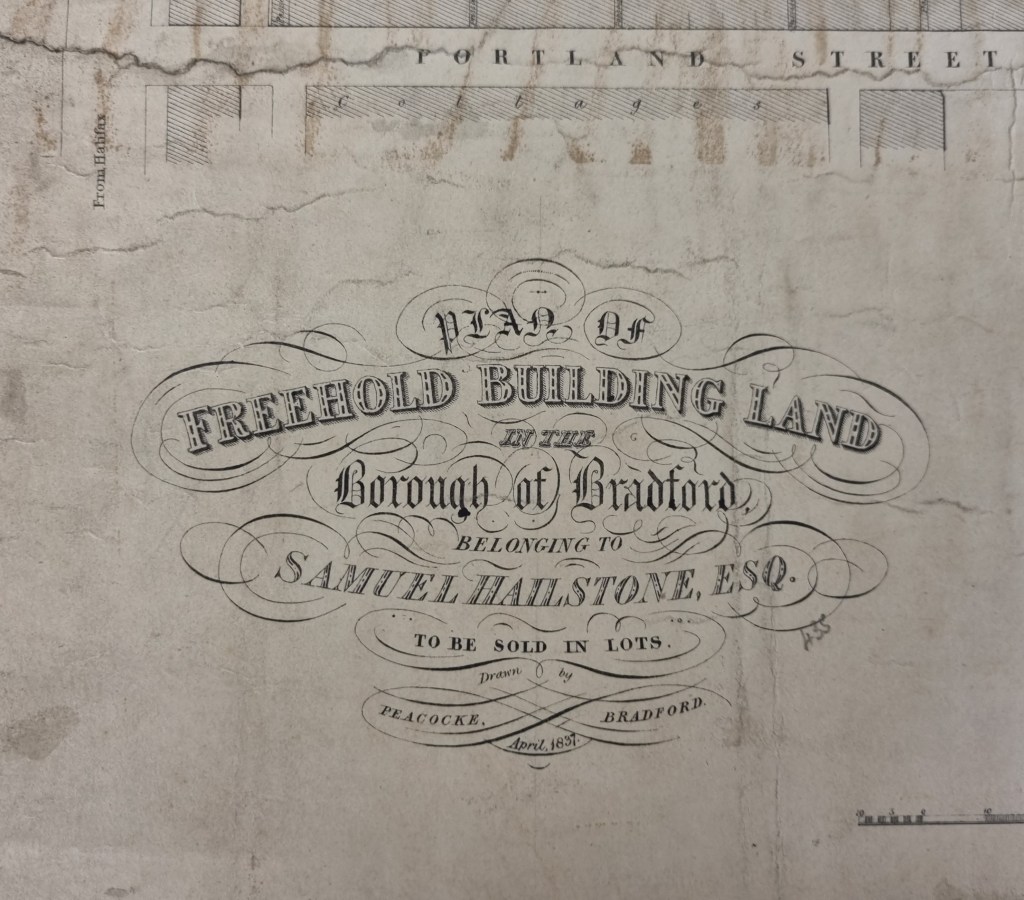 PORTLAND STREET
Cottages
From Halifax
PLAN OF
FREEHOLD BUILDING LAND
IN THE
Borough of Bradford,
BELONGING TO
SAMUEL HAILSTONE, ESQ.
435
TO BE SOLD IN LOTS.
Drawn by
PEACOCKE, BRADFORD.
April, 1837.